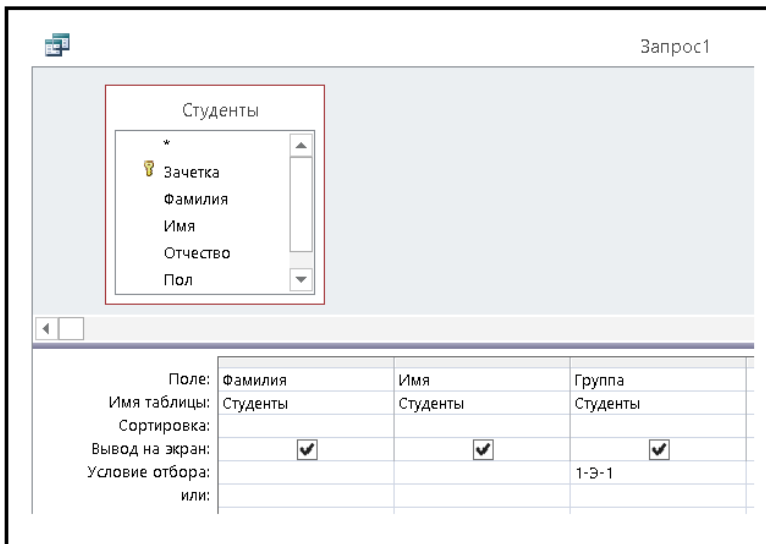 Запрос1
Студенты
*
Зачетка
Фамилия
Имя
Отчество
Пол
Поле: Фамилия Имя Группа
Имя таблицы: Студенты Студенты Студенты
Сортировка:
Вывод на экран:
Условие отбора: 1-Э-1
или: